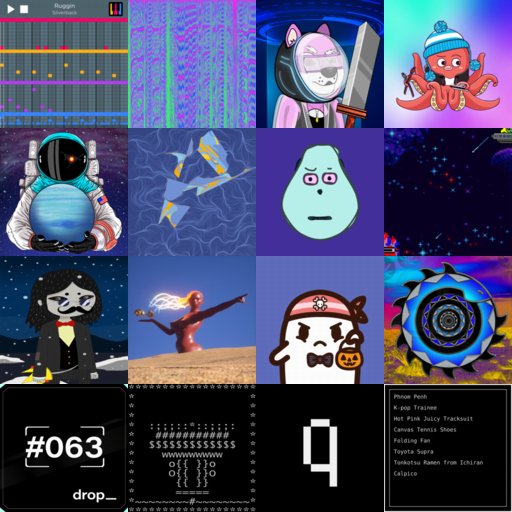 Ruggin
Silverback
#063
drop_
* * * * * * * * * * * * * * * *
; ; ; ; ; ; * ; ; ; ; ; ;
###########
$$$$$$$$$$$$$
wwwwwwwwww
o{{ }}o
o{{ }}o
{{ }}
=====
~~~~~~~~#~~~~~~~~
q
Phnom Penh
K-pop Trainee
Hot Pink Juicy Tracksuit
Canvas Tennis Shoes
Folding Fan
Toyota Supra
Tonkotsu Ramen from Ichiran
Calpico